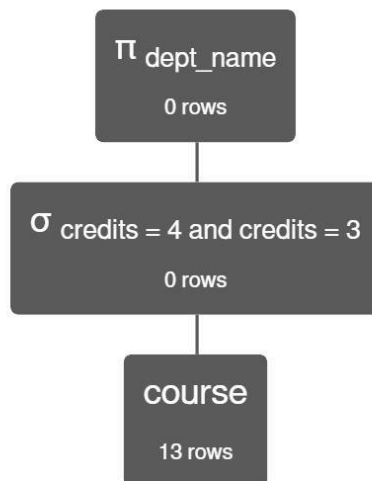 π dept_name
0 rows
σ credits = 4 and credits = 3
0 rows
course
13 rows